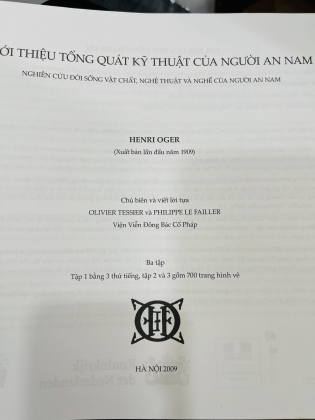 ỚI THIỆU TỔNG QUÁT KỸ THUẬT CỦA NGƯỜI AN NAM
NGHIÊN CỨU ĐỜI SỐNG VẬT CHẤT, NGHỆ THUẬT VÀ NGHỀ CỦA NGƯỜI AN NAM
HENRI OGER
(Xuất bản lần đầu năm 1909)
Chủ biên và viết lời tựa
OLIVIER TESSIER và PHILIPPE LE FAILLER
Viện Viễn Đông Bác Cổ Pháp
Ba tập
Tập 1 bằng 3 thứ tiếng, tập 2 và 3 gồm 700 trang hình vẽ
HÀ NỘI 2009